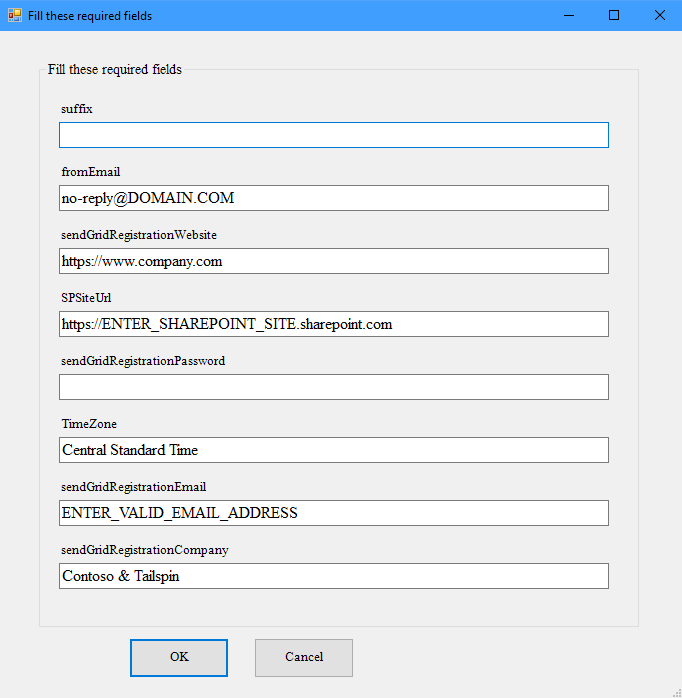 Fill these required fields
Fill these required fields
suffix
fromEmail
no-reply@DOMAIN.COM
sendGridRegistrationWebsite
https://www.company.com
SPSiteUrl
https://ENTER_SHAREPOINT_SITE.sharepoint.com
sendGridRegistrationPassword
TimeZone
Central Standard Time
sendGridRegistrationEmail
ENTER_VALID_EMAIL_ADDRESS
sendGridRegistrationCompany
Contoso & Tailspin
OK Cancel